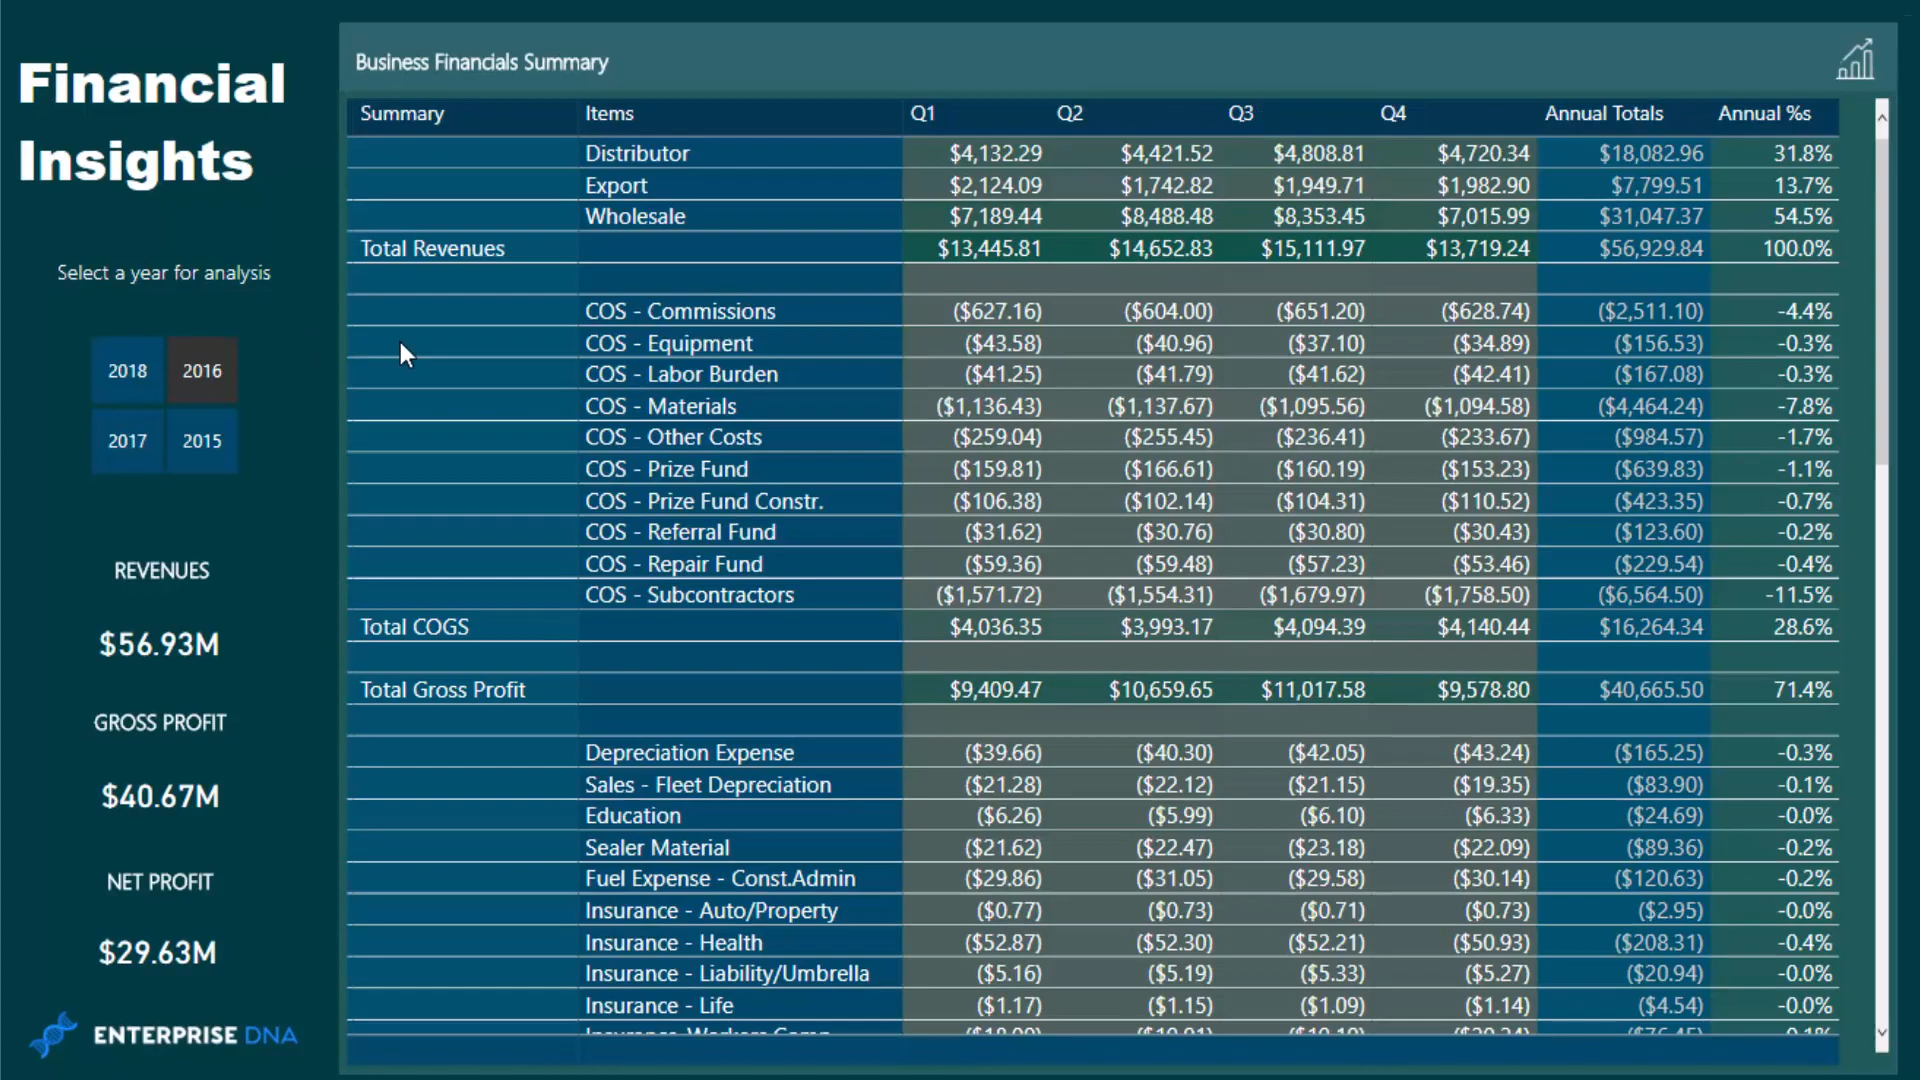 Financial
Insights
Select a year for analysis
2018 2016
2017 2015
REVENUES
$56.93M
GROSS PROFIT
$40.67M
NET PROFIT
$29.63M
ENTERPRISE DNA
Business Financials Summary
Summary Items Q1 Q2 Q3 Q4 Annual Totals Annual %s
Distributor $4,132.29 $4,421.52 $4,808.81 $4,720.34 $18,082.96 31.8%
Export $2,124.09 $1,742.82 $1,949.71 $1,982.90 $7,799.51 13.7%
Wholesale $7,189.44 $8,488.48 $8,353.45 $7,015.99 $31,047.37 54.5%
Total Revenues $13,445.81 $14,652.83 $15,111.97 $13,719.24 $56,929.84 100.0%
COS - Commissions ($627.16) ($604.00) ($651.20) ($628.74) ($2,511.10) -4.4%
COS - Equipment ($43.58) ($40.96) ($37.10) ($34.89) ($156.53) -0.3%
COS - Labor Burden ($41.25) ($41.79) ($41.62) ($42.41) ($167.08) -0.3%
COS - Materials ($1,136.43) ($1,137.67) ($1,095.56) ($1,094.58) ($4,464.24) -7.8%
COS - Other Costs ($259.04) ($255.45) ($236.41) ($233.67) ($984.57) -1.7%
COS - Prize Fund ($159.81) ($166.61) ($160.19) ($153.23) ($639.83) -1.1%
COS - Prize Fund Constr. ($106.38) ($102.14) ($104.31) ($110.52) ($423.35) -0.7%
COS - Referral Fund ($31.62) ($30.76) ($30.80) ($30.43) ($123.60) -0.2%
COS - Repair Fund ($59.36) ($59.48) ($57.23) ($53.46) ($229.54) -0.4%
COS - Subcontractors ($1,571.72) ($1,554.31) ($1,679.97) ($1,758.50) ($6,564.50) -11.5%
Total COGS $4,036.35 $3,993.17 $4,094.39 $4,140.44 $16,264.34 28.6%
Total Gross Profit $9,409.47 $10,659.65 $11,017.58 $9,578.80 $40,665.50 71.4%
Depreciation Expense ($39.66) ($40.30) ($42.05) ($43.24) ($165.25) -0.3%
Sales - Fleet Depreciation ($21.28) ($22.12) ($21.15) ($19.35) ($83.90) -0.1%
Education ($6.26) ($5.99) ($6.10) ($6.33) ($24.69) -0.0%
Sealer Material ($21.62) ($22.47) ($23.18) ($22.09) ($89.36) -0.2%
Fuel Expense - Const.Admin ($29.86) ($31.05) ($29.58) ($30.14) ($120.63) -0.2%
Insurance - Auto/Property ($0.77) ($0.73) ($0.71) ($0.73) ($2.95) -0.0%
Insurance - Health ($52.87) ($52.30) ($52.21) ($50.93) ($208.31) -0.4%
Insurance - Liability/Umbrella ($5.16) ($5.19) ($5.33) ($5.27) ($20.94) -0.0%
Insurance - Life ($1.17) ($1.15) ($1.09) ($1.14) ($4.54) -0.0%